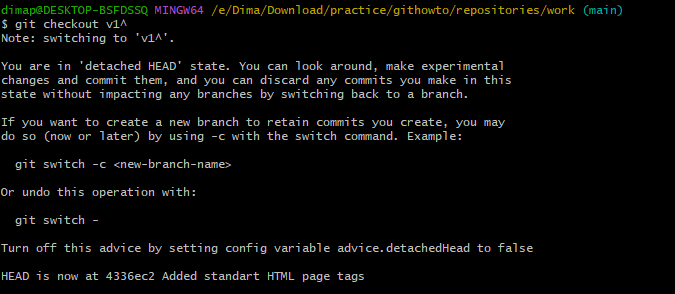 dimap@DESKTOP-BSFDSSQ MINGW64 /e/Dima/Download/practice/githowto/repositories/work (main)
$ git checkout v1^
Note: switching to 'v1^'.

You are in 'detached HEAD' state. You can look around, make experimental
changes and commit them, and you can discard any commits you make in this
state without impacting any branches by switching back to a branch.

If you want to create a new branch to retain commits you create, you may
do so (now or later) by using -c with the switch command. Example:

  git switch -c <new-branch-name>

Or undo this operation with:

  git switch -

Turn off this advice by setting config variable advice.detachedHead to false

HEAD is now at 4336ec2 Added standart HTML page tags